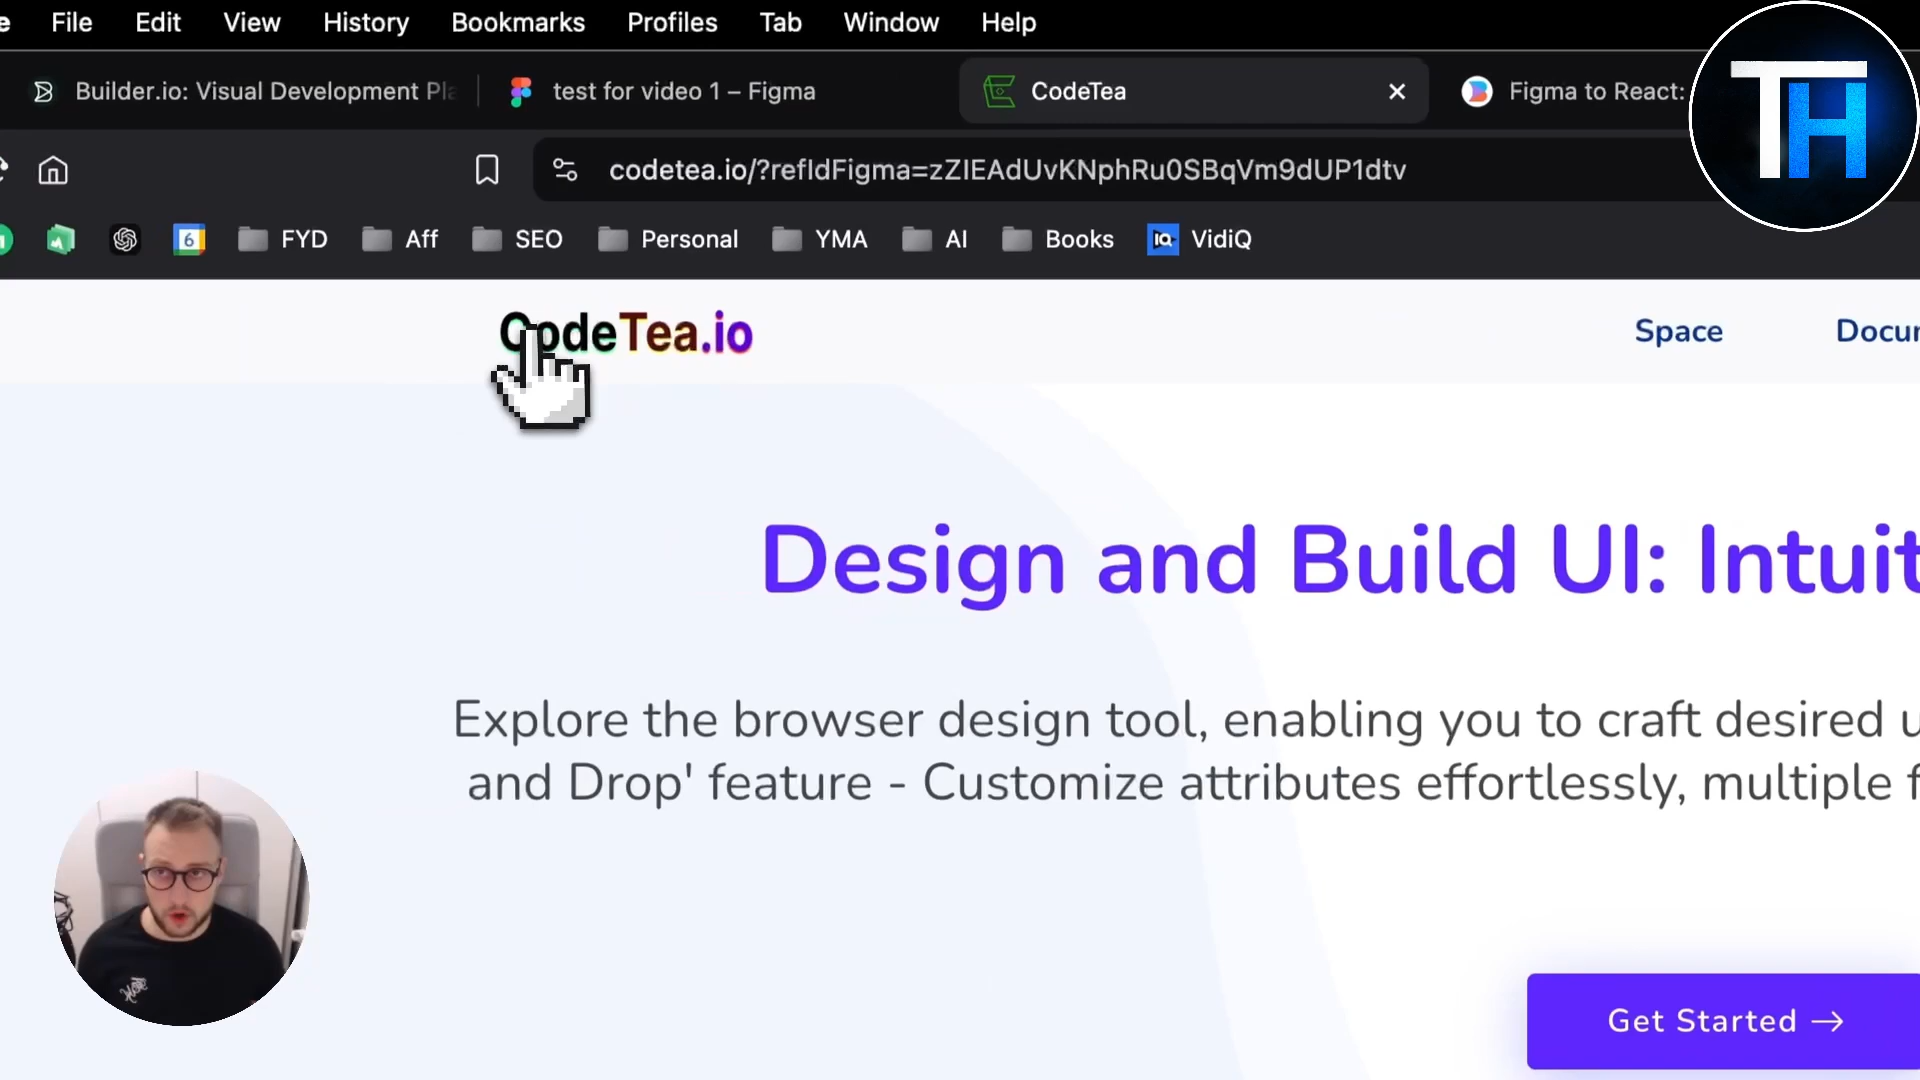 File Edit View History Bookmarks Profiles Tab Window Help
Builder.io: Visual Development Pla test for video 1 – Figma CodeTea Figma to React:
TH
codetea.io/?refIdFigma=zZIEAdUvKNphRu0SBqVm9dUP1dtv
6 FYD Aff SEO Personal YMA AI Books IQ VidiQ
CodeTea.io Space Docum
Design and Build UI: Intuit
Explore the browser design tool, enabling you to craft desired u
and Drop' feature - Customize attributes effortlessly, multiple f
Get Started →